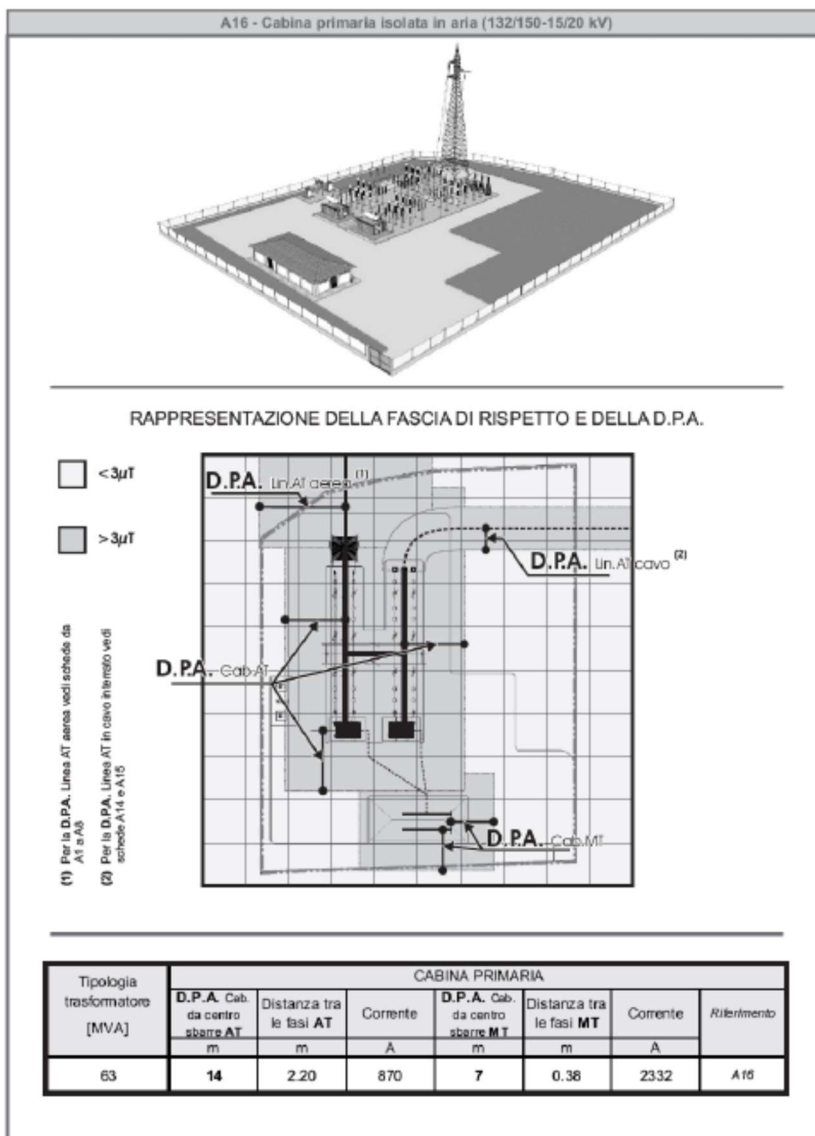 A16 - Cabina primaria isolata in aria (132/150-15/20 kV)
RAPPRESENTAZIONE DELLA FASCIA DI RISPETTO E DELLA D.P.A.
<3µT
>3µT
(1) Per la D.P.A. Linea AT aerea vedi schede da
A1 a A8
(2) Per la D.P.A. Linea AT in cavo interrato vedi
schede A14 e A15
D.P.A. Lin.AT aerea (1)
D.P.A. Lin.AT cavo (2)
D.P.A. Cab.AT
D.P.A. Cab.MT
Tipologia
trasformatore
[MVA]
CABINA PRIMARIA
D.P.A. Cab.
da centro
sbarre AT
Distanza tra
le fasi AT
Corrente
D.P.A. Cab.
da centro
sbarre MT
Distanza tra
le fasi MT
Corrente
Riferimento
m m A m m A
63 14 2.20 870 7 0.38 2332 A16